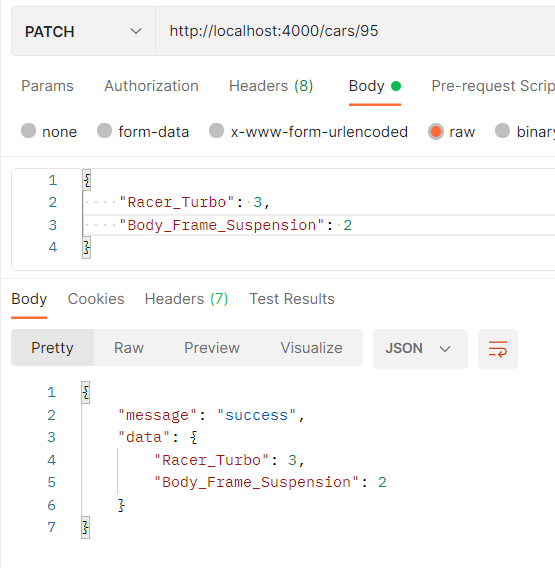 PATCH http://localhost:4000/cars/95
Params Authorization Headers (8) Body Pre-request Scrip
none form-data x-www-form-urlencoded raw binary
1 {
2 ····"Racer_Turbo":·3,
3 ····"Body_Frame_Suspension":·2
4 }
Body Cookies Headers (7) Test Results
Pretty Raw Preview Visualize JSON
1 {
2 "message": "success",
3 "data": {
4 "Racer_Turbo": 3,
5 "Body_Frame_Suspension": 2
6 }
7 }